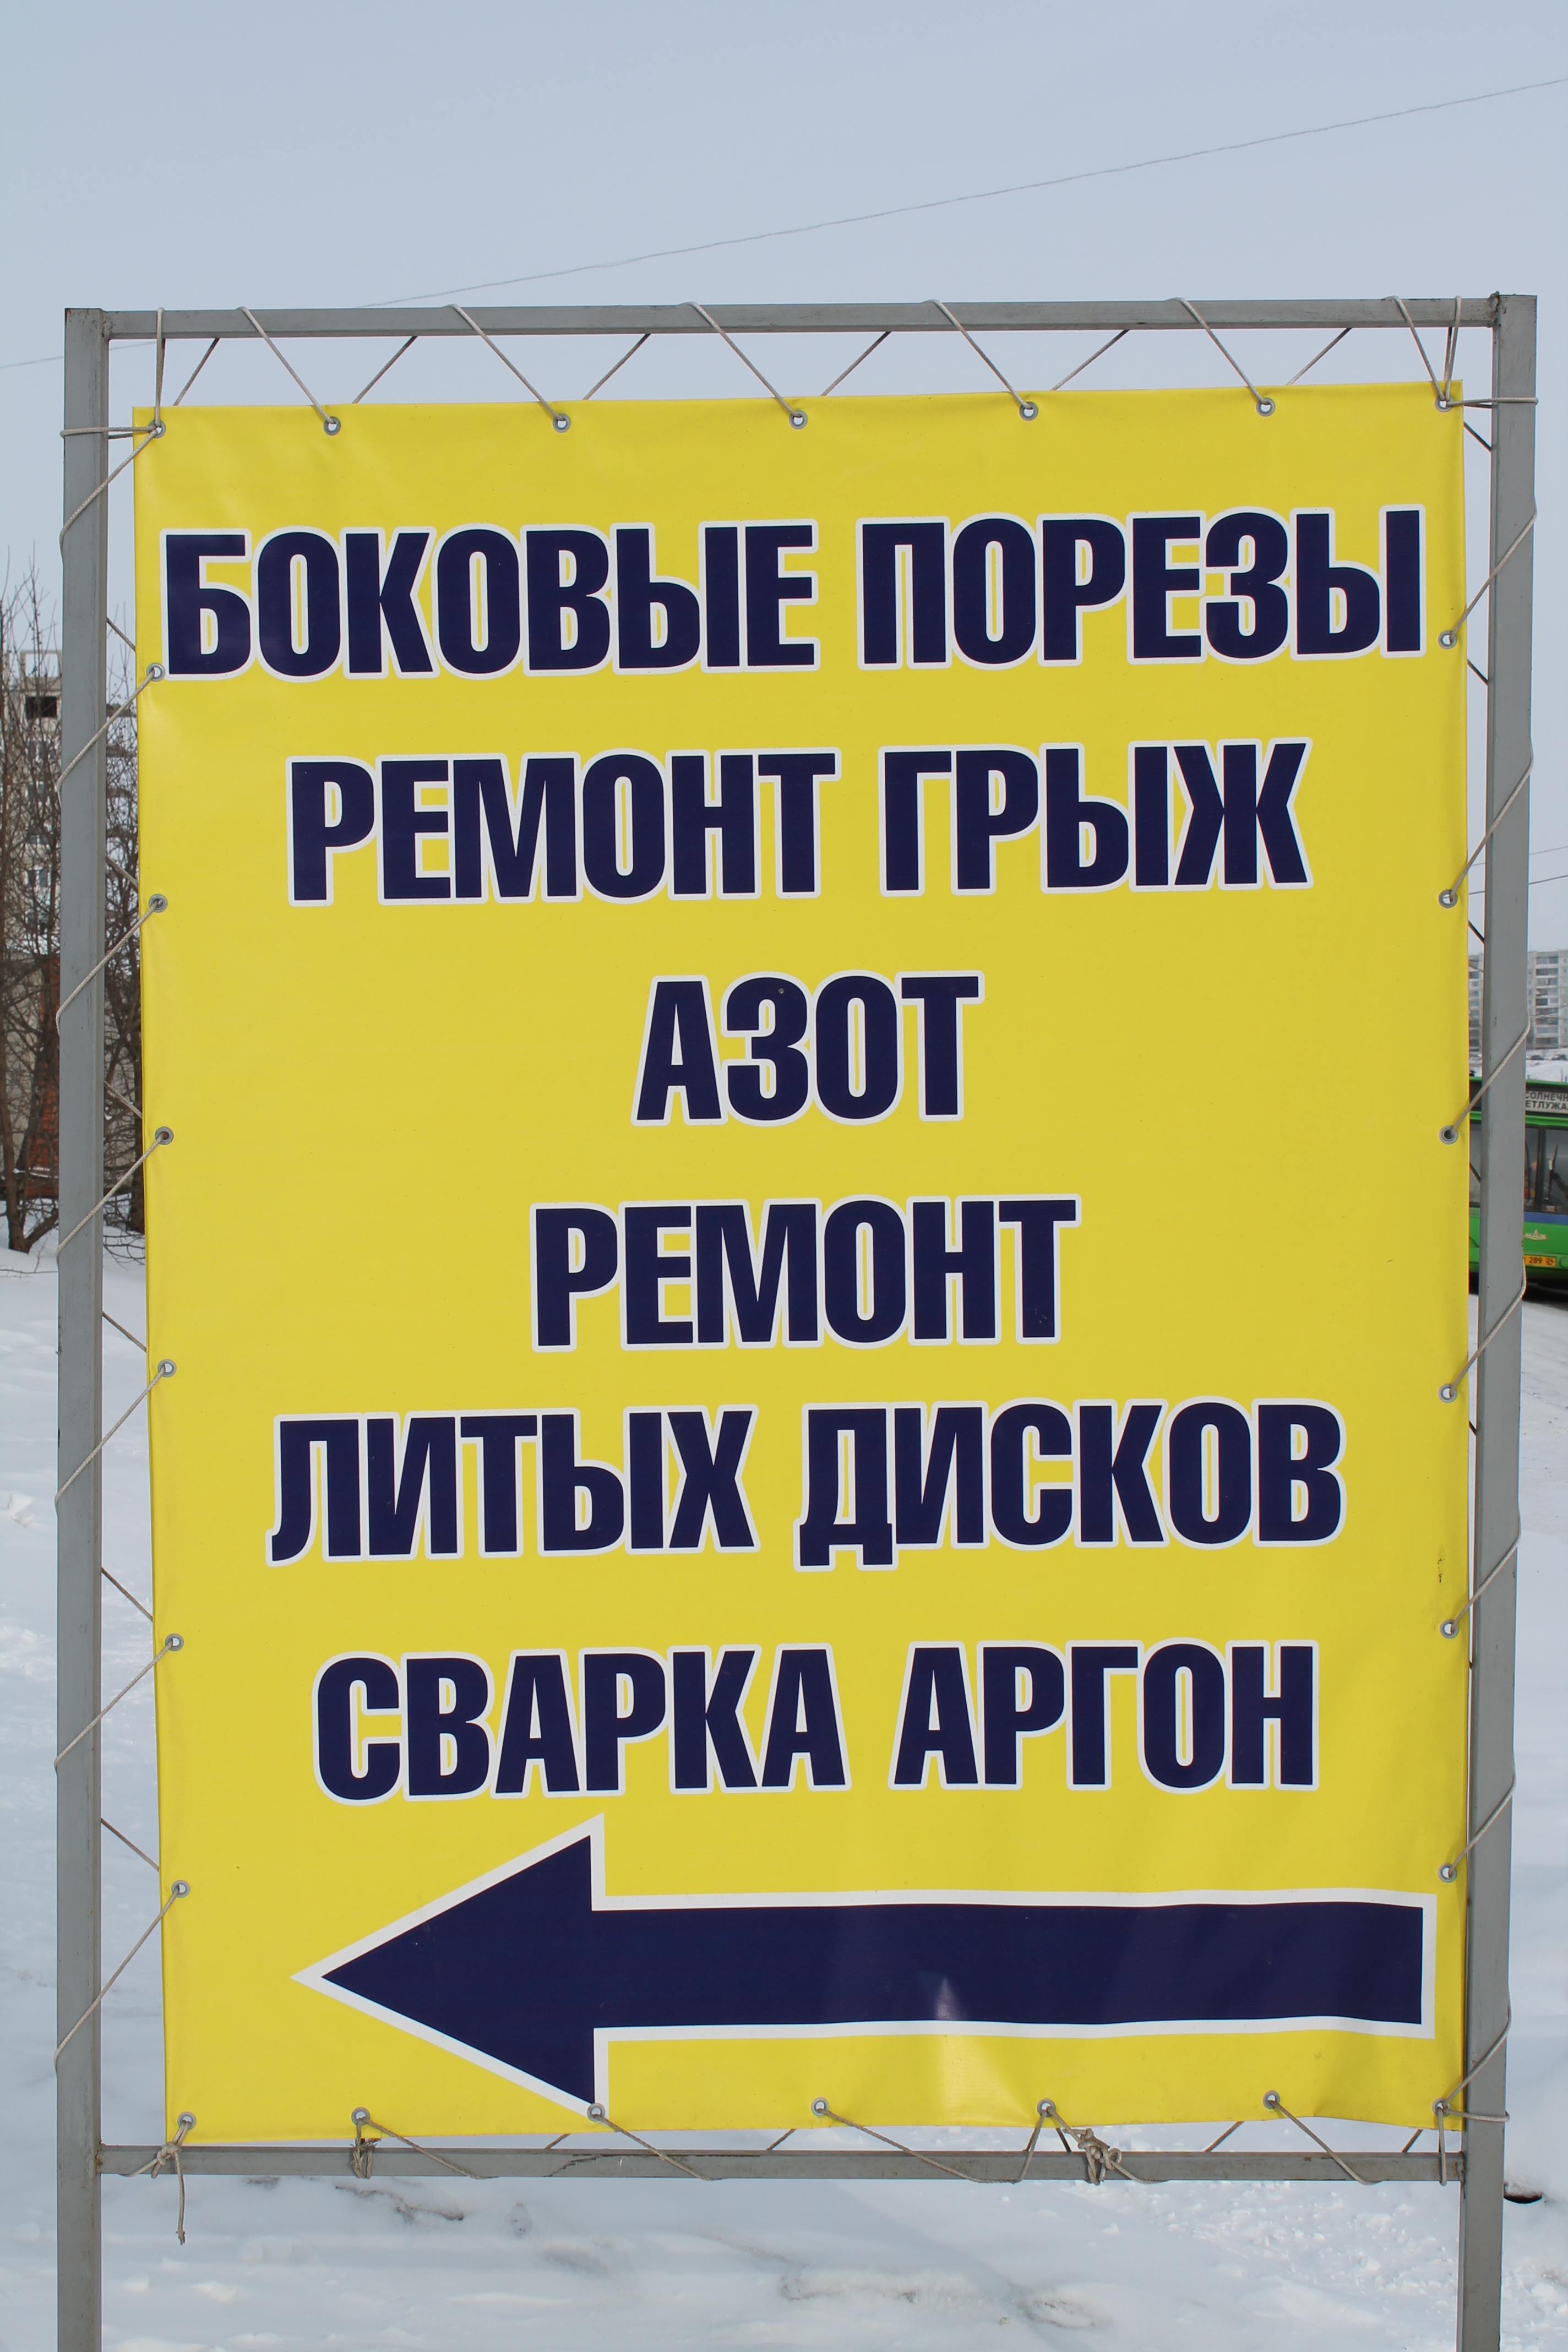 БОКОВЫЕ ПОРЕЗЫ
РЕМОНТ ГРЫЖ
АЗОТ
РЕМОНТ
ЛИТЫХ ДИСКОВ
СВАРКА АРГОН